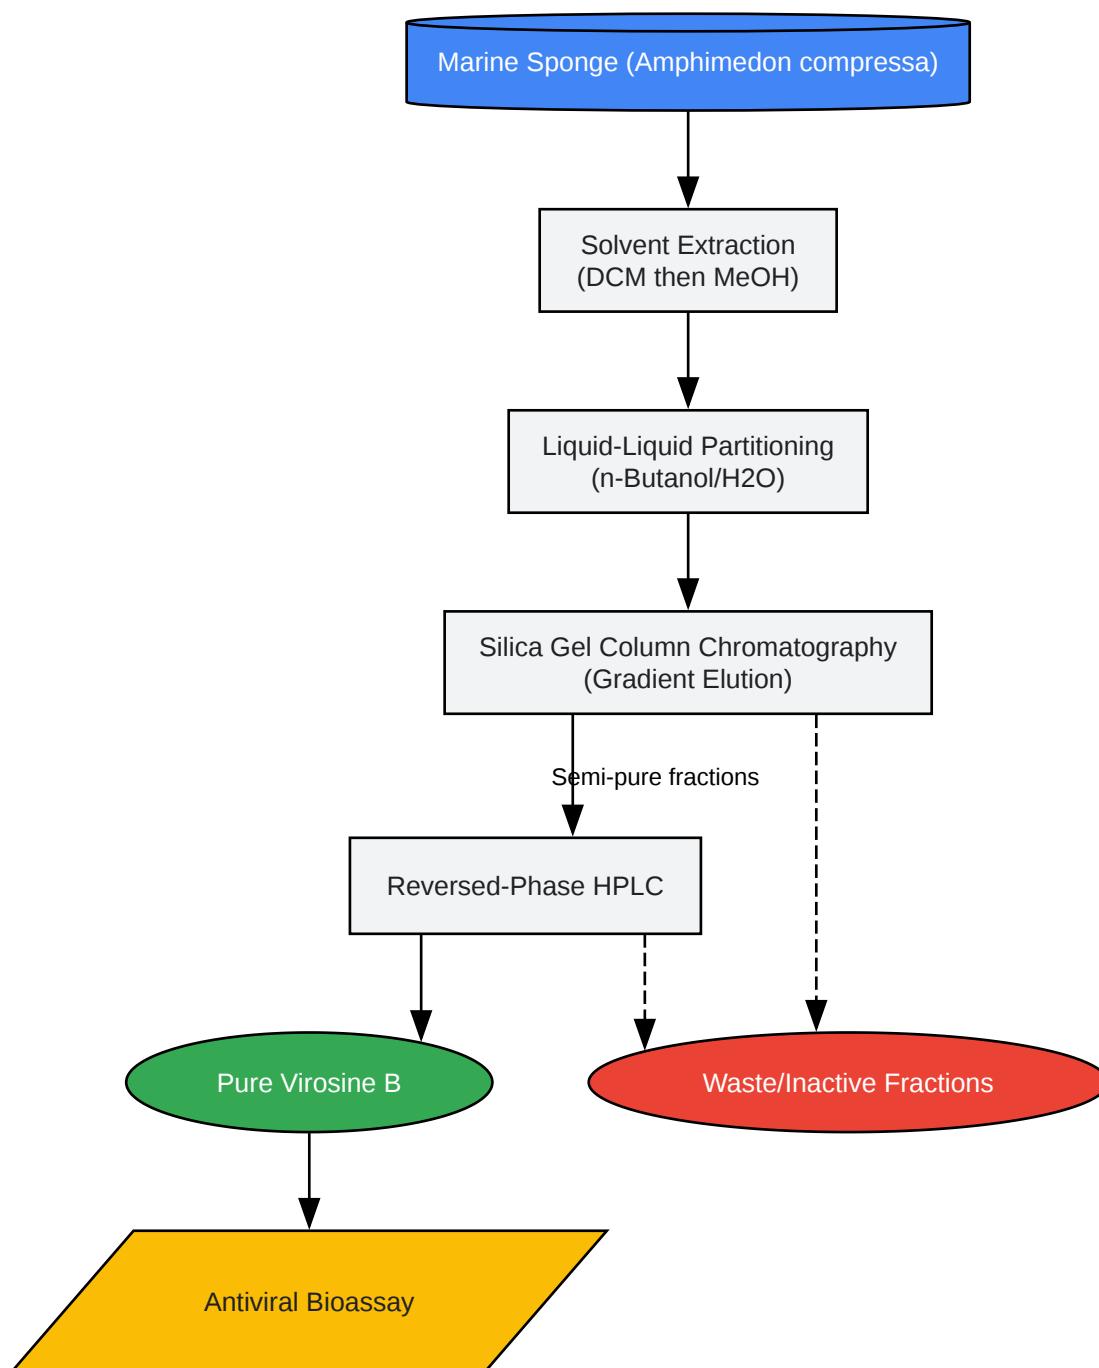 Marine Sponge (Amphimedon compressa)
Solvent Extraction
(DCM then MeOH)
Liquid-Liquid Partitioning
(n-Butanol/H2O)
Silica Gel Column Chromatography
(Gradient Elution)
Semi-pure fractions
Reversed-Phase HPLC
Pure Virosine B
Waste/Inactive Fractions
Antiviral Bioassay